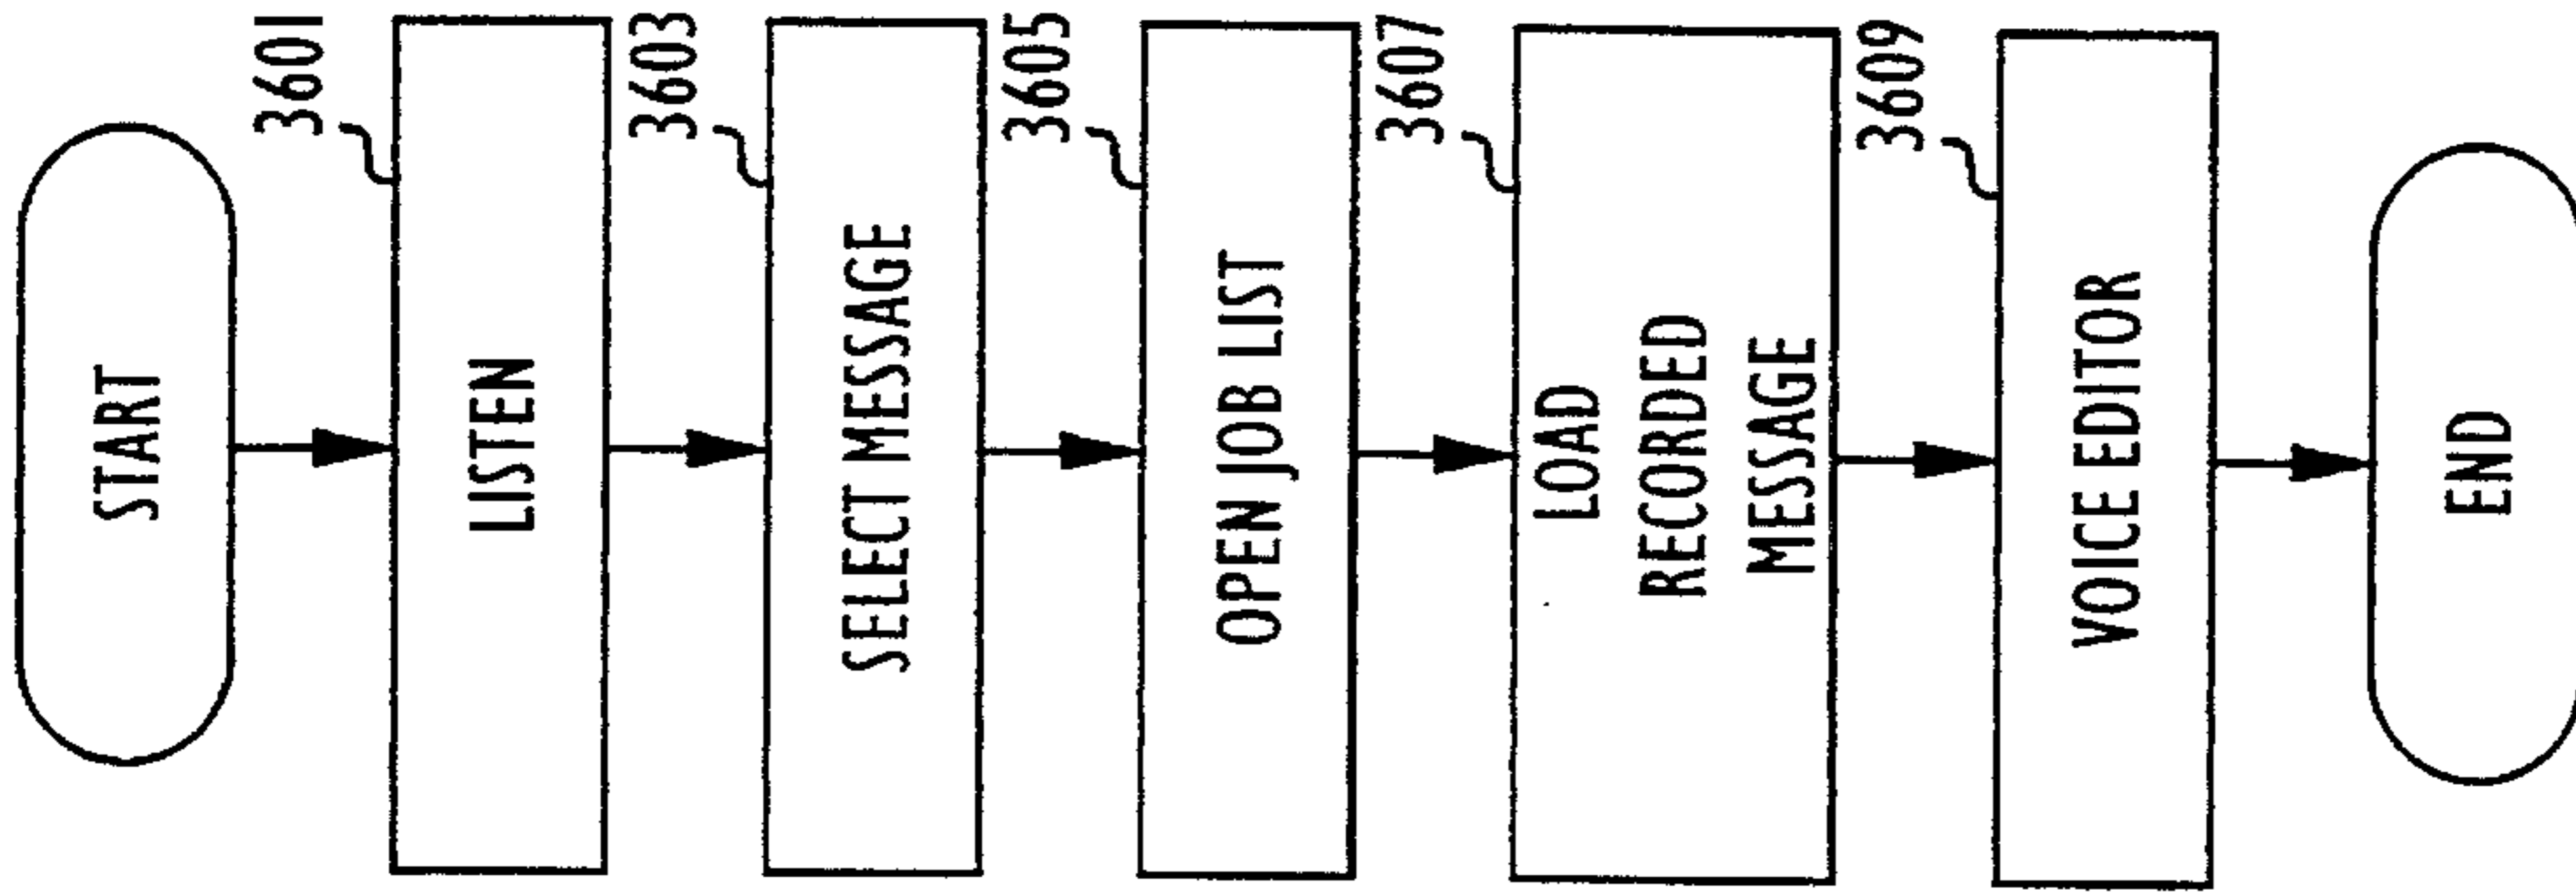 START
3601
LISTEN
3603
SELECT MESSAGE
3605
OPEN JOB LIST
3607
LOAD
RECORDED
MESSAGE
3609
VOICE EDITOR
END